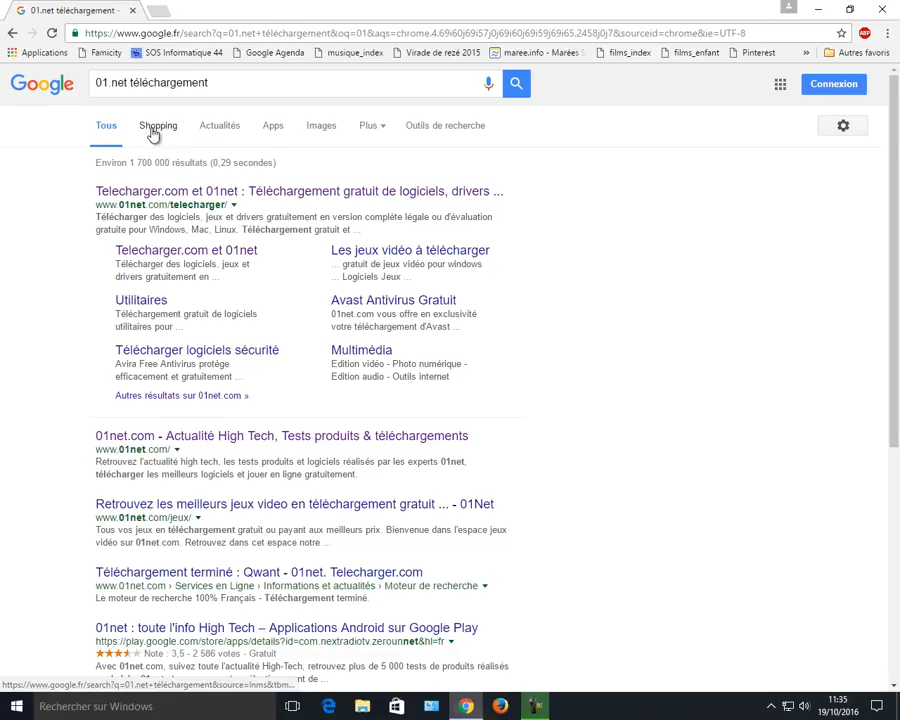 01.net téléchargement -
https://www.google.fr/search?q=01.net+téléchargement&oq=01&aqs=chrome.4.69i60j69i57j0j69i60j69i59j69i65.2458j0j7&sourceid=chrome&ie=UTF-8
Applications Famicity SOS Informatique 44 Google Agenda musique_index Virade de rezé 2015 maree.info - Marées films_index films_enfant Pinterest » Autres favoris
Google 01.net téléchargement Connexion
Tous Shopping Actualités Apps Images Plus Outils de recherche
Environ 1 700 000 résultats (0,29 secondes)
Telecharger.com et 01net : Téléchargement gratuit de logiciels, drivers ...
www.01net.com/telecharger/
Télécharger des logiciels, jeux et drivers gratuitement en version complète légale ou d'évaluation
gratuite pour Windows, Mac, Linux. Téléchargement gratuit et ...
Telecharger.com et 01net
Télécharger des logiciels, jeux et
drivers gratuitement en ...
Les jeux vidéo à télécharger
... gratuit de jeux vidéo pour windows
... Logiciels Jeux ...
Utilitaires
Téléchargement gratuit de logiciels
utilitaires pour ...
Avast Antivirus Gratuit
01net.com vous offre en exclusivité
votre téléchargement d'Avast ...
Télécharger logiciels sécurité
Avira Free Antivirus protège
efficacement et gratuitement ...
Multimédia
Edition vidéo - Photo numérique -
Edition audio - Outils internet
Autres résultats sur 01net.com »
01net.com - Actualité High Tech, Tests produits & téléchargements
www.01net.com/
Retrouvez l'actualité high tech, les tests produits et logiciels réalisés par les experts 01net,
télécharger les meilleurs logiciels et jouer en ligne gratuitement.
Retrouvez les meilleurs jeux video en téléchargement gratuit ... - 01Net
www.01net.com/jeux/
Tous vos jeux en téléchargement gratuit ou payant aux meilleurs prix. Bienvenue dans l'espace jeux
vidéo sur 01net.com. Retrouvez dans cet espace notre ...
Téléchargement terminé : Qwant - 01net. Telecharger.com
www.01net.com › Services en Ligne › Informations et actualités › Moteur de recherche
Le moteur de recherche 100% Français - Téléchargement terminé.
01net : toute l'info High Tech – Applications Android sur Google Play
https://play.google.com/store/apps/details?id=com.nextradiotv.zerounnet&hl=fr
Note : 3,5 - 2 586 votes - Gratuit
Avec 01net.com, suivez toute l'actualité High-Tech, retrouvez plus de 5 000 tests de produits réalisés
https://www.google.fr/search?q=01.net+téléchargement&source=lnms&tbm...
Rechercher sur Windows
11:35
19/10/2016